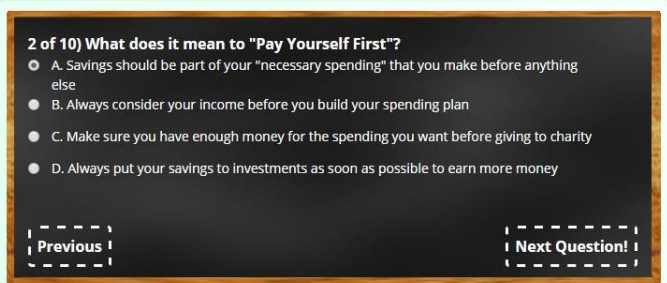 2 of 10) What does it mean to "Pay Yourself First"?
A. Savings should be part of your "necessary spending" that you make before anything
else
B. Always consider your income before you build your spending plan
C. Make sure you have enough money for the spending you want before giving to charity
D. Always put your savings to investments as soon as possible to earn more money
Previous
Next Question!